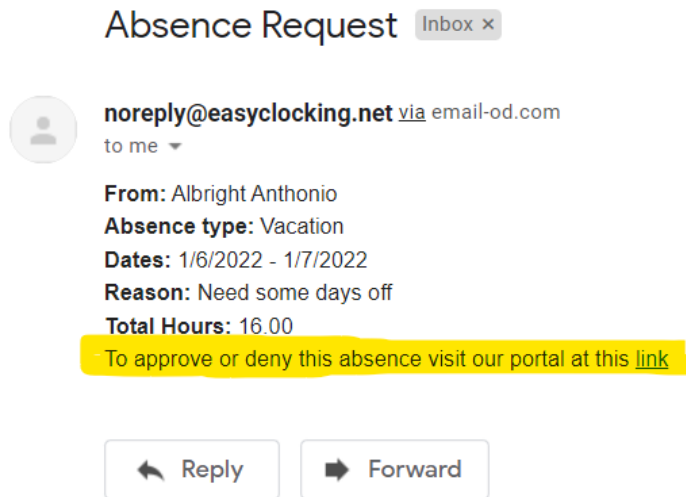 Absence Request Inbox ×
noreply@easyclocking.net via email-od.com
to me
From: Albright Anthonio
Absence type: Vacation
Dates: 1/6/2022 - 1/7/2022
Reason: Need some days off
Total Hours: 16.00
To approve or deny this absence visit our portal at this link
Reply Forward